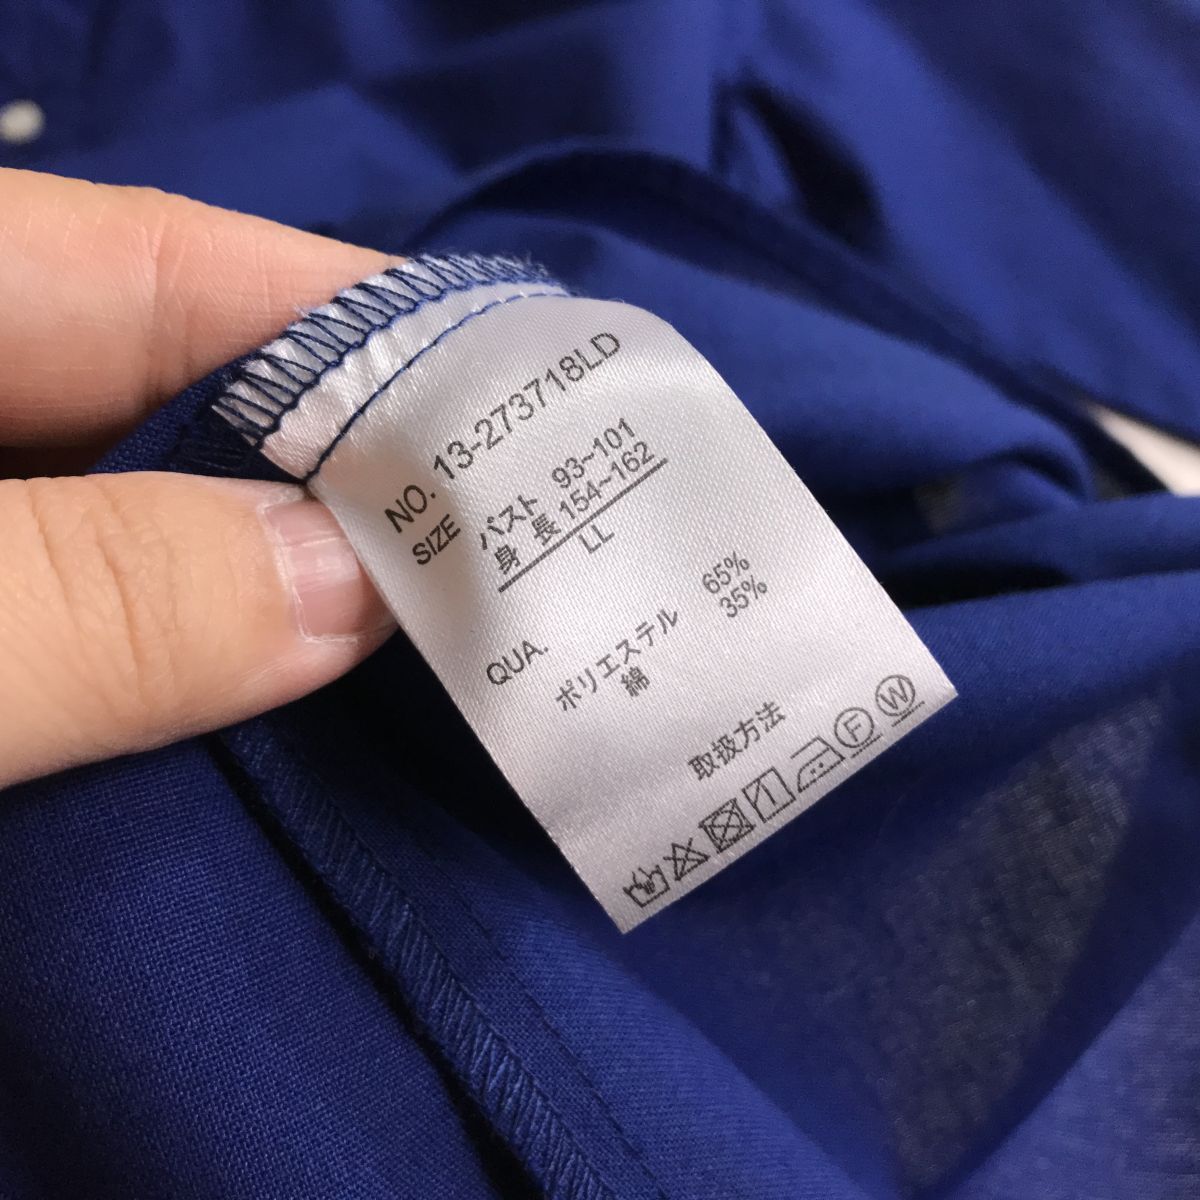 NO. 13-273718LD
SIZE バスト 93~101
身長 154~162
LL
QUA.
ポリエステル 65%
綿 35%
取扱方法
F W